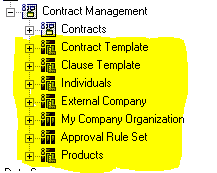 Contract Management
Contracts
Contract Template
Clause Template
Individuals
External Company
My Company Organization
Approval Rule Set
Products